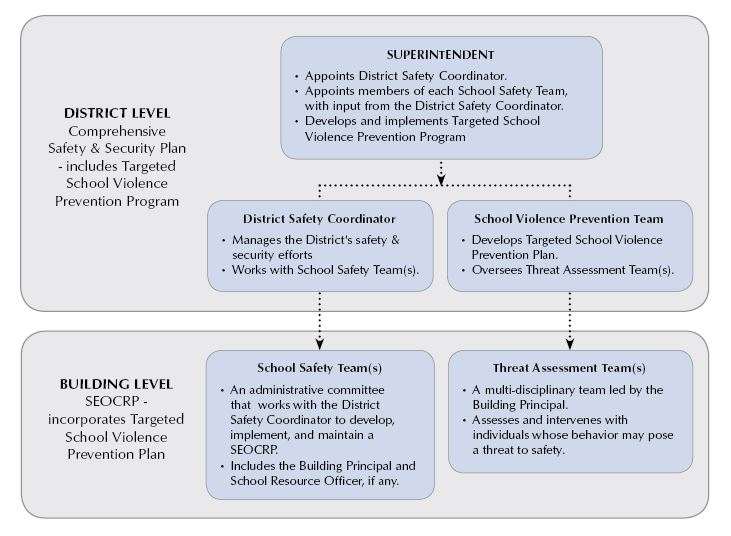 SUPERINTENDENT
• Appoints District Safety Coordinator.
• Appoints members of each School Safety Team,
with input from the District Safety Coordinator.
• Develops and implements Targeted School
Violence Prevention Program
DISTRICT LEVEL
Comprehensive
Safety & Security Plan
- includes Targeted
School Violence
Prevention Program
District Safety Coordinator
• Manages the District's safety &
security efforts
• Works with School Safety Team(s).
School Violence Prevention Team
• Develops Targeted School Violence
Prevention Plan.
• Oversees Threat Assessment Team(s).
BUILDING LEVEL
SEOCRP -
incorporates Targeted
School Violence
Prevention Plan
School Safety Team(s)
• An administrative committee
that works with the District
Safety Coordinator to develop,
implement, and maintain a
SEOCRP.
• Includes the Building Principal and
School Resource Officer, if any.
Threat Assessment Team(s)
• A multi-disciplinary team led by the
Building Principal.
• Assesses and intervenes with
individuals whose behavior may pose
a threat to safety.